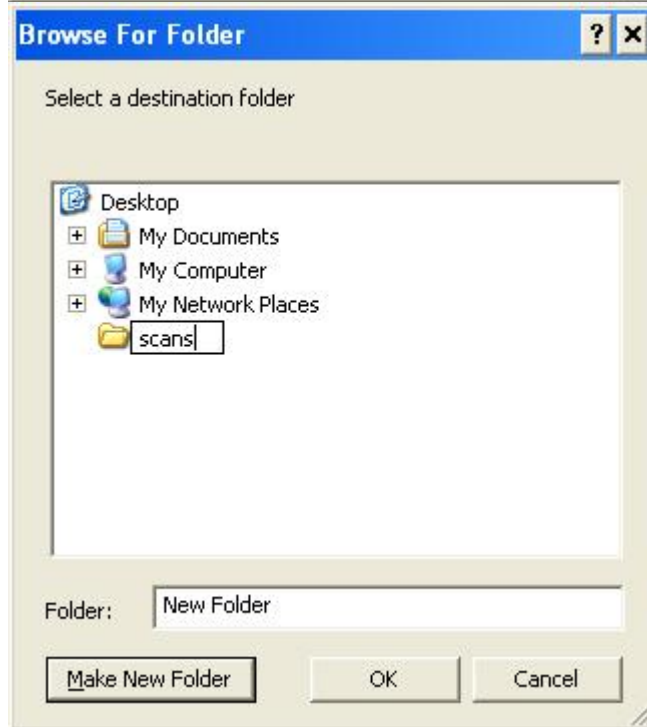 Browse For Folder
Select a destination folder
Desktop
My Documents
My Computer
My Network Places
scans
Folder: New Folder
Make New Folder OK Cancel